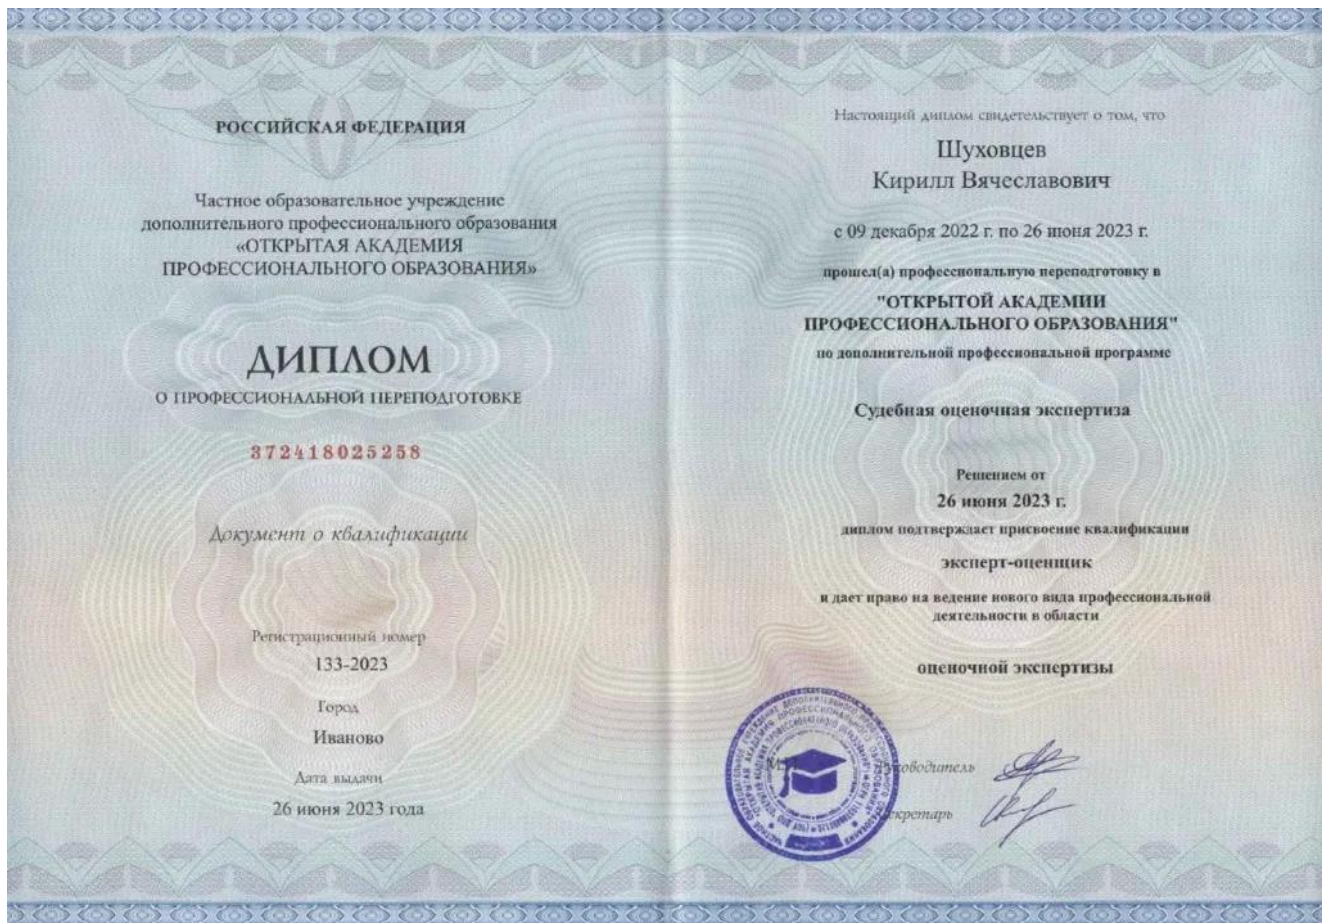 РОССИЙСКАЯ ФЕДЕРАЦИЯ
Частное образовательное учреждение
дополнительного профессионального образования
«ОТКРЫТАЯ АКАДЕМИЯ
ПРОФЕССИОНАЛЬНОГО ОБРАЗОВАНИЯ»
ДИПЛОМ
О ПРОФЕССИОНАЛЬНОЙ ПЕРЕПОДГОТОВКЕ
372418025258
Документ о квалификации
Регистрационный номер
133-2023
Город
Иваново
Дата выдачи
26 июня 2023 года
Настоящий диплом свидетельствует о том, что
Шуховцев
Кирилл Вячеславович
с 09 декабря 2022 г. по 26 июня 2023 г.
прошел(а) профессиональную переподготовку в
"ОТКРЫТОЙ АКАДЕМИИ
ПРОФЕССИОНАЛЬНОГО ОБРАЗОВАНИЯ"
по дополнительной профессиональной программе
Судебная оценочная экспертиза
Решением от
26 июня 2023 г.
диплом подтверждает присвоение квалификации
эксперт-оценщик
и дает право на ведение нового вида профессиональной
деятельности в области
оценочной экспертизы
М.П.
Руководитель
Секретарь